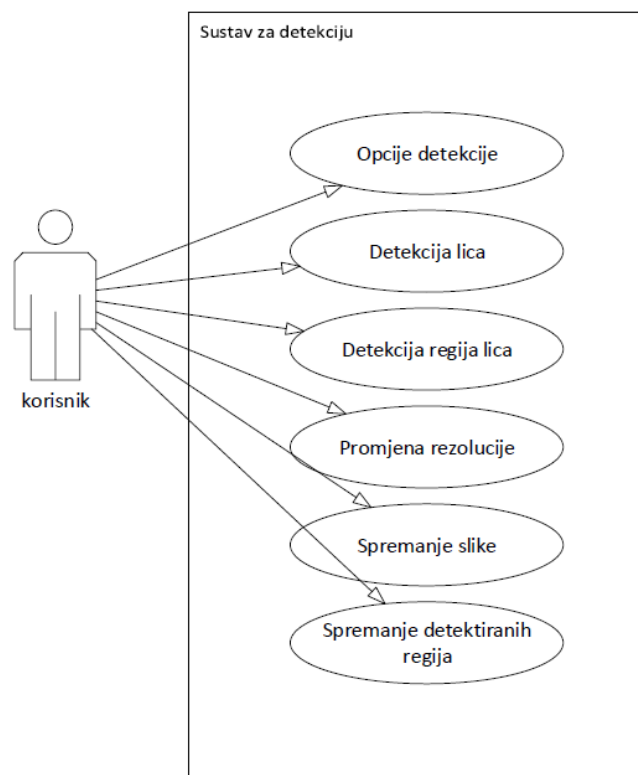 Sustav za detekciju
Opcije detekcije
Detekcija lica
Detekcija regija lica
korisnik
Promjena rezolucije
Spremanje slike
Spremanje detektiranih
regija